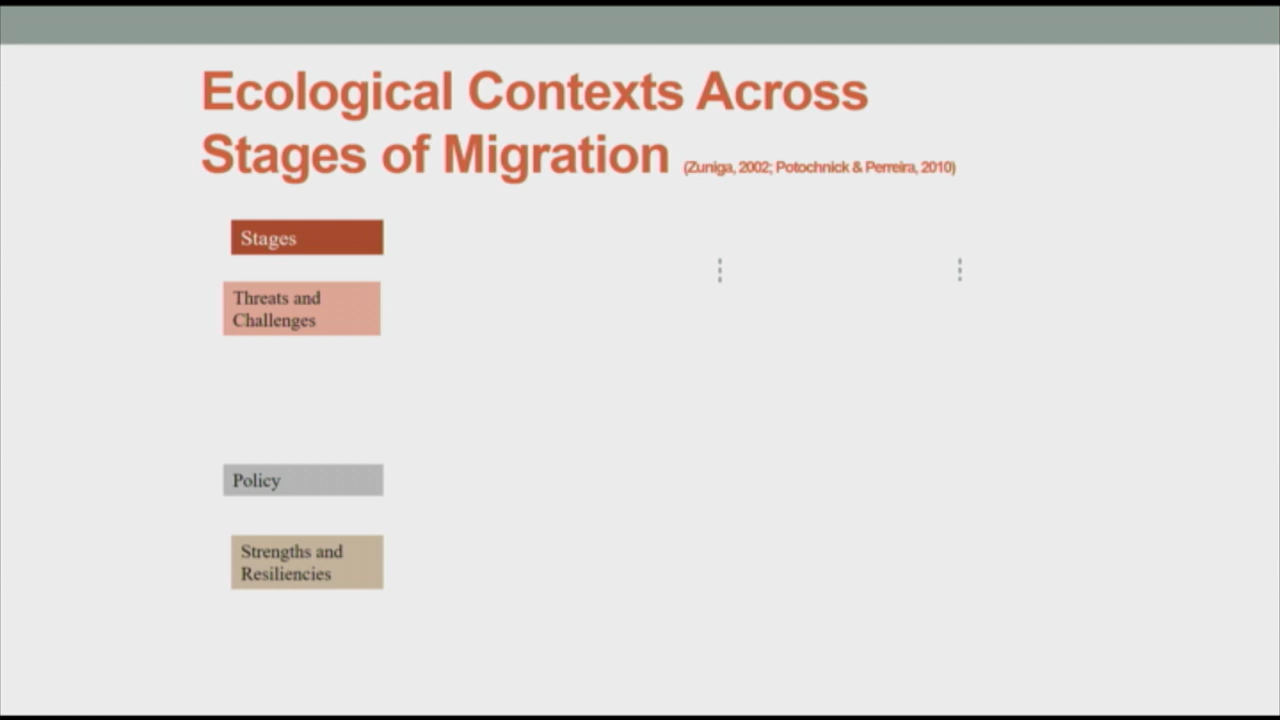 Ecological Contexts Across
Stages of Migration (Zuniga, 2002; Potochnick & Perreira, 2010)
Stages
Threats and
Challenges
Policy
Strengths and
Resiliencies